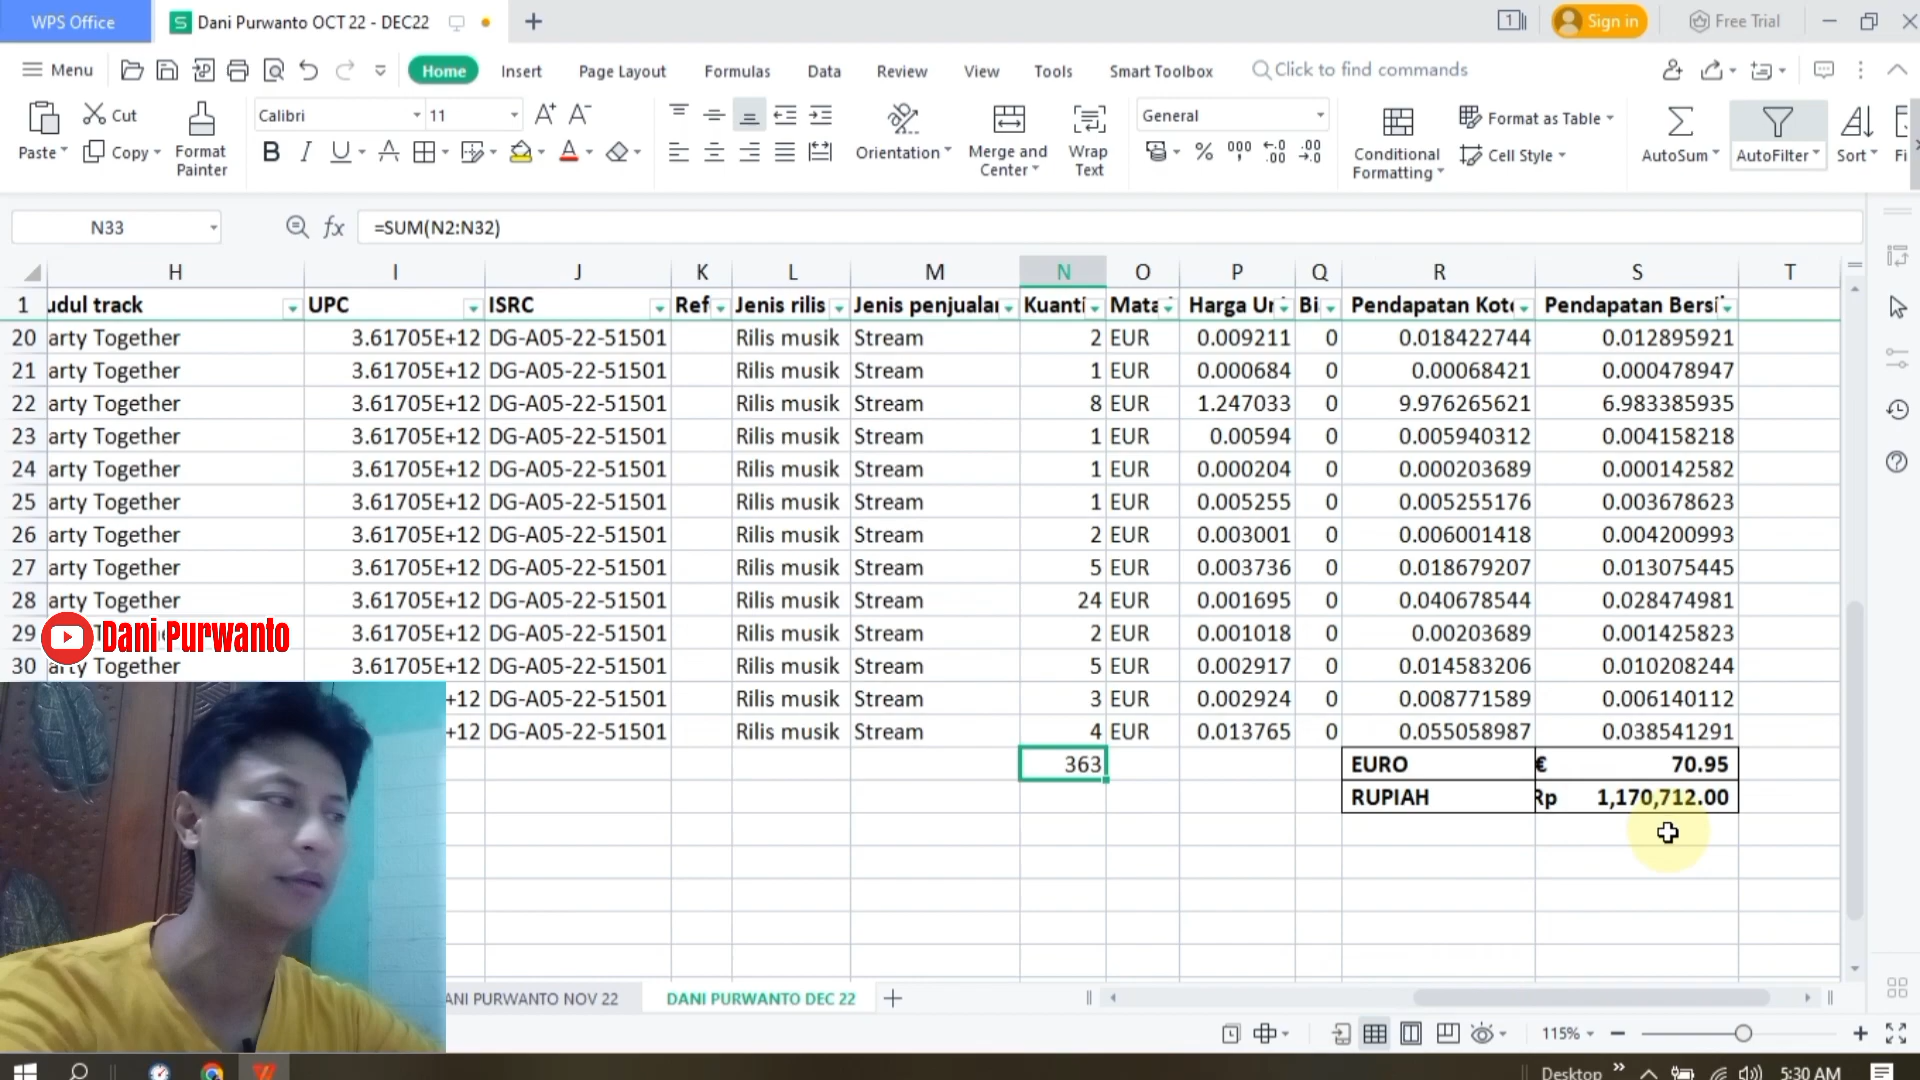 WPS Office
Dani Purwanto OCT 22 - DEC22
Sign in
Free Trial
Menu
Home
Insert
Page Layout
Formulas
Data
Review
View
Tools
Smart Toolbox
Click to find commands
Paste
Cut
Copy
Format Painter
Calibri
11
Orientation
Merge and Center
Wrap Text
General
Conditional Formatting
Format as Table
Cell Style
AutoSum
AutoFilter
Sort
Fi
N33
=SUM(N2:N32)
H I J K L M N O P Q R S T
1 udul track UPC ISRC Ref Jenis rilis Jenis penjualan Kuanti Mata Harga Un Bi Pendapatan Koto Pendapatan Bersi
20 arty Together 3.61705E+12 DG-A05-22-51501 Rilis musik Stream 2 EUR 0.009211 0 0.018422744 0.012895921
21 arty Together 3.61705E+12 DG-A05-22-51501 Rilis musik Stream 1 EUR 0.000684 0 0.00068421 0.000478947
22 arty Together 3.61705E+12 DG-A05-22-51501 Rilis musik Stream 8 EUR 1.247033 0 9.976265621 6.983385935
23 arty Together 3.61705E+12 DG-A05-22-51501 Rilis musik Stream 1 EUR 0.00594 0 0.005940312 0.004158218
24 arty Together 3.61705E+12 DG-A05-22-51501 Rilis musik Stream 1 EUR 0.000204 0 0.000203689 0.000142582
25 arty Together 3.61705E+12 DG-A05-22-51501 Rilis musik Stream 1 EUR 0.005255 0 0.005255176 0.003678623
26 arty Together 3.61705E+12 DG-A05-22-51501 Rilis musik Stream 2 EUR 0.003001 0 0.006001418 0.004200993
27 arty Together 3.61705E+12 DG-A05-22-51501 Rilis musik Stream 5 EUR 0.003736 0 0.018679207 0.013075445
28 arty Together 3.61705E+12 DG-A05-22-51501 Rilis musik Stream 24 EUR 0.001695 0 0.040678544 0.028474981
29 3.61705E+12 DG-A05-22-51501 Rilis musik Stream 2 EUR 0.001018 0 0.00203689 0.001425823
Dani Purwanto
30 arty Together 3.61705E+12 DG-A05-22-51501 Rilis musik Stream 5 EUR 0.002917 0 0.014583206 0.010208244
+12 DG-A05-22-51501 Rilis musik Stream 3 EUR 0.002924 0 0.008771589 0.006140112
+12 DG-A05-22-51501 Rilis musik Stream 4 EUR 0.013765 0 0.055058987 0.038541291
363 EURO € 70.95
RUPIAH Rp 1,170,712.00
ANI PURWANTO NOV 22
DANI PURWANTO DEC 22
115%
Desktop
5:30 AM